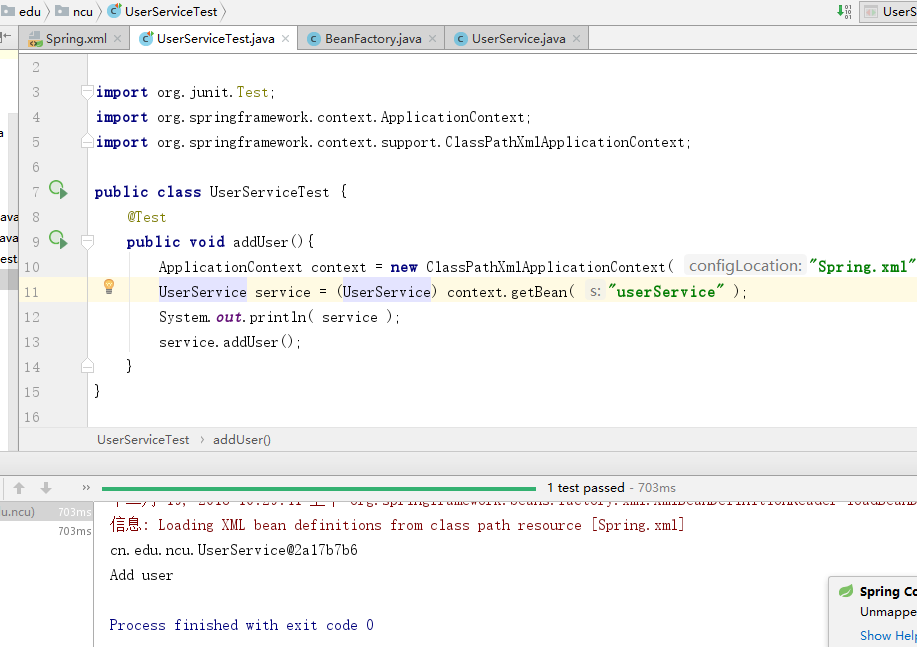 edu ncu UserServiceTest UserS
Spring.xml UserServiceTest.java BeanFactory.java UserService.java
2
3 import org.junit.Test;
4 import org.springframework.context.ApplicationContext;
5 import org.springframework.context.support.ClassPathXmlApplicationContext;
6
7 public class UserServiceTest {
8 @Test
9 public void addUser(){
10 ApplicationContext context = new ClassPathXmlApplicationContext( configLocation: "Spring.xml"
11 UserService service = (UserService) context.getBean( s: "userService" );
12 System.out.println( service );
13 service.addUser();
14 }
15 }
16
UserServiceTest › addUser()
» 1 test passed - 703ms
u.ncu) 703ms
703ms
信息: Loading XML bean definitions from class path resource [Spring.xml]
cn.edu.ncu.UserService@2a17b7b6
Add user
Process finished with exit code 0
Spring Co
Unmappe
Show Help